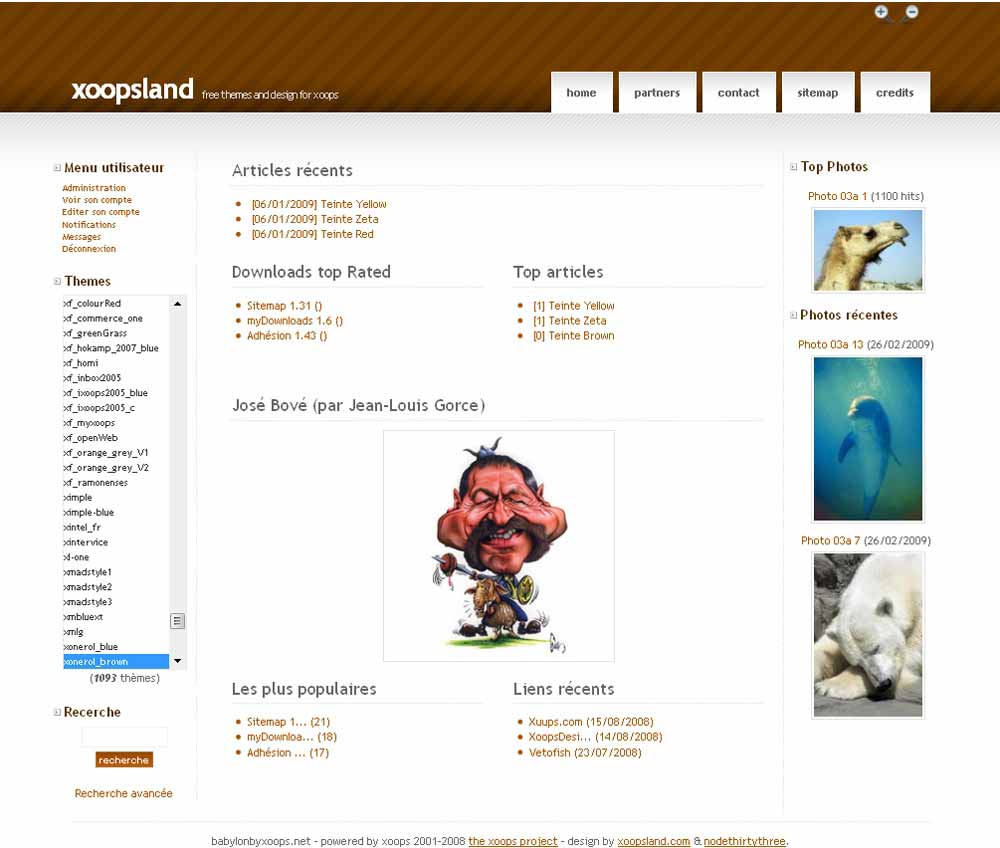 xoopsland free themes and design for xoops
home partners contact sitemap credits
Menu utilisateur
Administration
Voir son compte
Editer son compte
Notifications
Messages
Déconnexion
Themes
xf_colourRed
xf_commerce_one
xf_greenGrass
xf_hokamp_2007_blue
xf_homi
xf_inbox2005
xf_ixoops2005_blue
xf_ixoops2005_c
xf_myxoops
xf_openWeb
xf_orange_grey_V1
xf_orange_grey_V2
xf_ramonenses
ximple
ximple-blue
xintel_fr
xintervice
xl-one
xmadstyle1
xmadstyle2
xmadstyle3
xmbluext
xmlg
xonerol_blue
xonerol_brown
(1093 thèmes)
Recerche
recherche
Recherche avancée
Articles récents
[06/01/2009] Teinte Yellow
[06/01/2009] Teinte Zeta
[06/01/2009] Teinte Red
Downloads top Rated
Sitemap 1.31 ()
myDownloads 1.6 ()
Adhésion 1.43 ()
Top articles
[1] Teinte Yellow
[1] Teinte Zeta
[0] Teinte Brown
José Bové (par Jean-Louis Gorce)
Les plus populaires
Sitemap 1... (21)
myDownloa... (18)
Adhésion ... (17)
Liens récents
Xuups.com (15/08/2008)
XoopsDesi... (14/08/2008)
Vetofish (23/07/2008)
Top Photos
Photo 03a 1 (1100 hits)
Photos récentes
Photo 03a 13 (26/02/2009)
Photo 03a 7 (26/02/2009)
babylonbyxoops.net - powered by xoops 2001-2008 the xoops project - design by xoopsland.com & nodethirtythree.